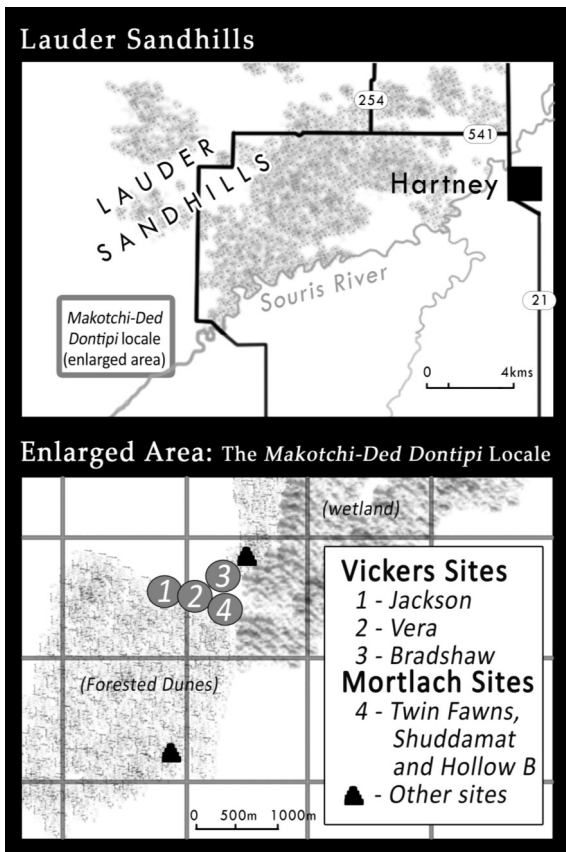 Lauder Sandhills
254
541
LAUDER
SANDHILLS
Hartney
Souris River
21
Makotchi-Ded
Dontipi locale
(enlarged area)
0 4kms
Enlarged Area: The Makotchi-Ded Dontipi Locale
(wetland)
3
1
2
4
(Forested Dunes)
Vickers Sites
1 - Jackson
2 - Vera
3 - Bradshaw
Mortlach Sites
4 - Twin Fawns,
Shuddamat
and Hollow B
- Other sites
0 500m 1000m